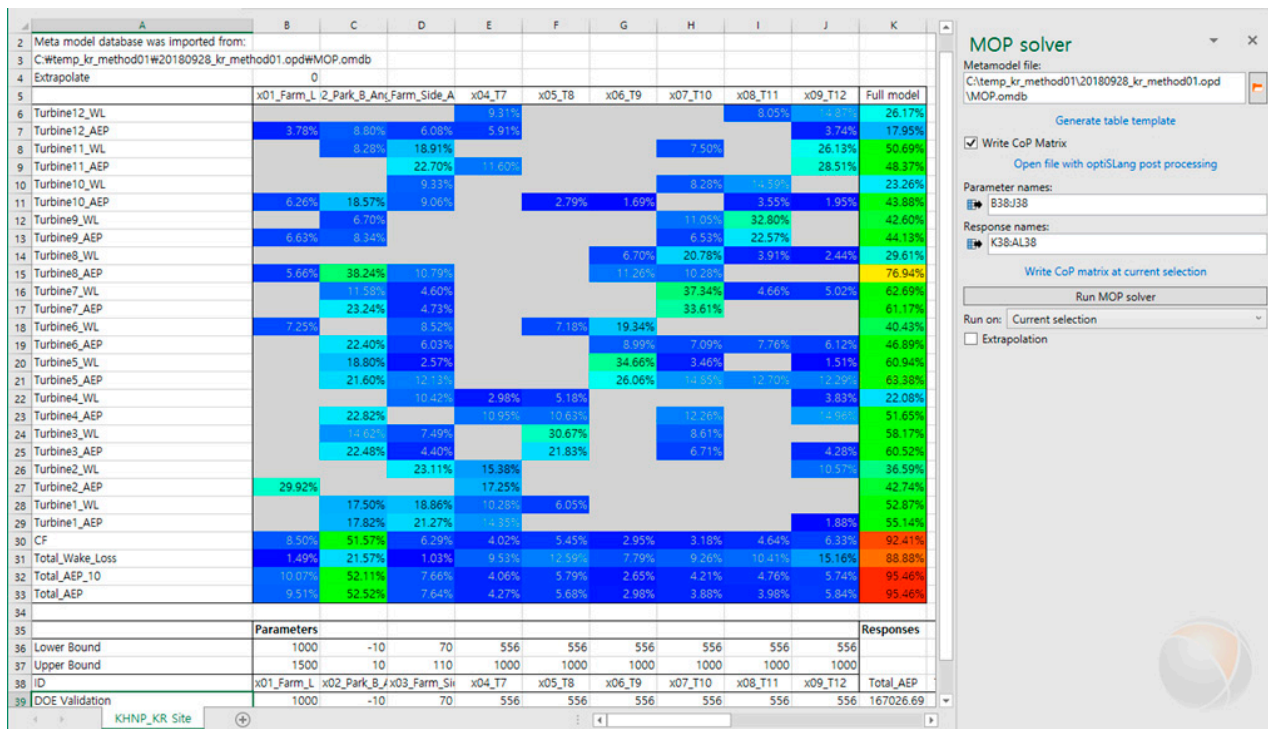 A B C D E F G H I J K
2 Meta model database was imported from:
3 C:₩temp_kr_method01₩20180928_kr_method01.opd₩MOP.omdb
4 Extrapolate 0
5 x01_Farm_L )2_Park_B_Ang _Farm_Side_A x04_T7 x05_T8 x06_T9 x07_T10 x08_T11 x09_T12 Full model
6 Turbine12_WL 9.31% 8.05% 14.87% 26.17%
7 Turbine12_AEP 3.78% 8.80% 6.08% 5.91% 3.74% 17.95%
8 Turbine11_WL 8.28% 18.91% 7.50% 26.13% 50.69%
9 Turbine11_AEP 22.70% 11.60% 28.51% 48.37%
10 Turbine10_WL 9.33% 8.28% 14.59% 23.26%
11 Turbine10_AEP 6.26% 18.57% 9.06% 2.79% 1.69% 3.55% 1.95% 43.88%
12 Turbine9_WL 6.70% 11.05% 32.80% 42.60%
13 Turbine9_AEP 6.63% 8.34% 6.53% 22.57% 44.13%
14 Turbine8_WL 6.70% 20.78% 3.91% 2.44% 29.61%
15 Turbine8_AEP 5.66% 38.24% 10.79% 11.26% 10.28% 76.94%
16 Turbine7_WL 11.58% 4.60% 37.34% 4.66% 5.02% 62.69%
17 Turbine7_AEP 23.24% 4.73% 33.61% 61.17%
18 Turbine6_WL 7.25% 8.52% 7.18% 19.34% 40.43%
19 Turbine6_AEP 22.40% 6.03% 8.99% 7.09% 7.76% 6.12% 46.89%
20 Turbine5_WL 18.80% 2.57% 34.66% 3.46% 1.51% 60.94%
21 Turbine5_AEP 21.60% 12.13% 26.06% 14.85% 12.70% 12.29% 63.38%
22 Turbine4_WL 10.42% 2.98% 5.18% 3.83% 22.08%
23 Turbine4_AEP 22.82% 10.95% 10.63% 12.26% 14.96% 51.65%
24 Turbine3_WL 14.62% 7.49% 30.67% 8.61% 58.17%
25 Turbine3_AEP 22.48% 4.40% 21.83% 6.71% 4.28% 60.52%
26 Turbine2_WL 23.11% 15.38% 10.57% 36.59%
27 Turbine2_AEP 29.92% 17.25% 42.74%
28 Turbine1_WL 17.50% 18.86% 10.28% 6.05% 52.87%
29 Turbine1_AEP 17.82% 21.27% 14.35% 1.88% 55.14%
30 CF 8.50% 51.57% 6.29% 4.02% 5.45% 2.95% 3.18% 4.64% 6.33% 92.41%
31 Total_Wake_Loss 1.49% 21.57% 1.03% 9.53% 12.59% 7.79% 9.26% 10.41% 15.16% 88.88%
32 Total_AEP_10 10.07% 52.11% 7.66% 4.06% 5.79% 2.65% 4.21% 4.76% 5.74% 95.46%
33 Total_AEP 9.51% 52.52% 7.64% 4.27% 5.68% 2.98% 3.88% 3.98% 5.84% 95.46%
34
35 Parameters Responses
36 Lower Bound 1000 -10 70 556 556 556 556 556 556
37 Upper Bound 1500 10 110 1000 1000 1000 1000 1000 1000
38 ID x01_Farm_L x02_Park_B_A x03_Farm_Sid x04_T7 x05_T8 x06_T9 x07_T10 x08_T11 x09_T12 Total_AEP
39 DOE Validation 1000 -10 70 556 556 556 556 556 556 167026.69
KHNP_KR Site
MOP solver
Metamodel file:
C:\temp_kr_method01\20180928_kr_method01.opd
\MOP.omdb
Generate table template
Write CoP Matrix
Open file with optiSLang post processing
Parameter names:
B38:J38
Response names:
K38:AL38
Write CoP matrix at current selection
Run MOP solver
Run on: Current selection
Extrapolation